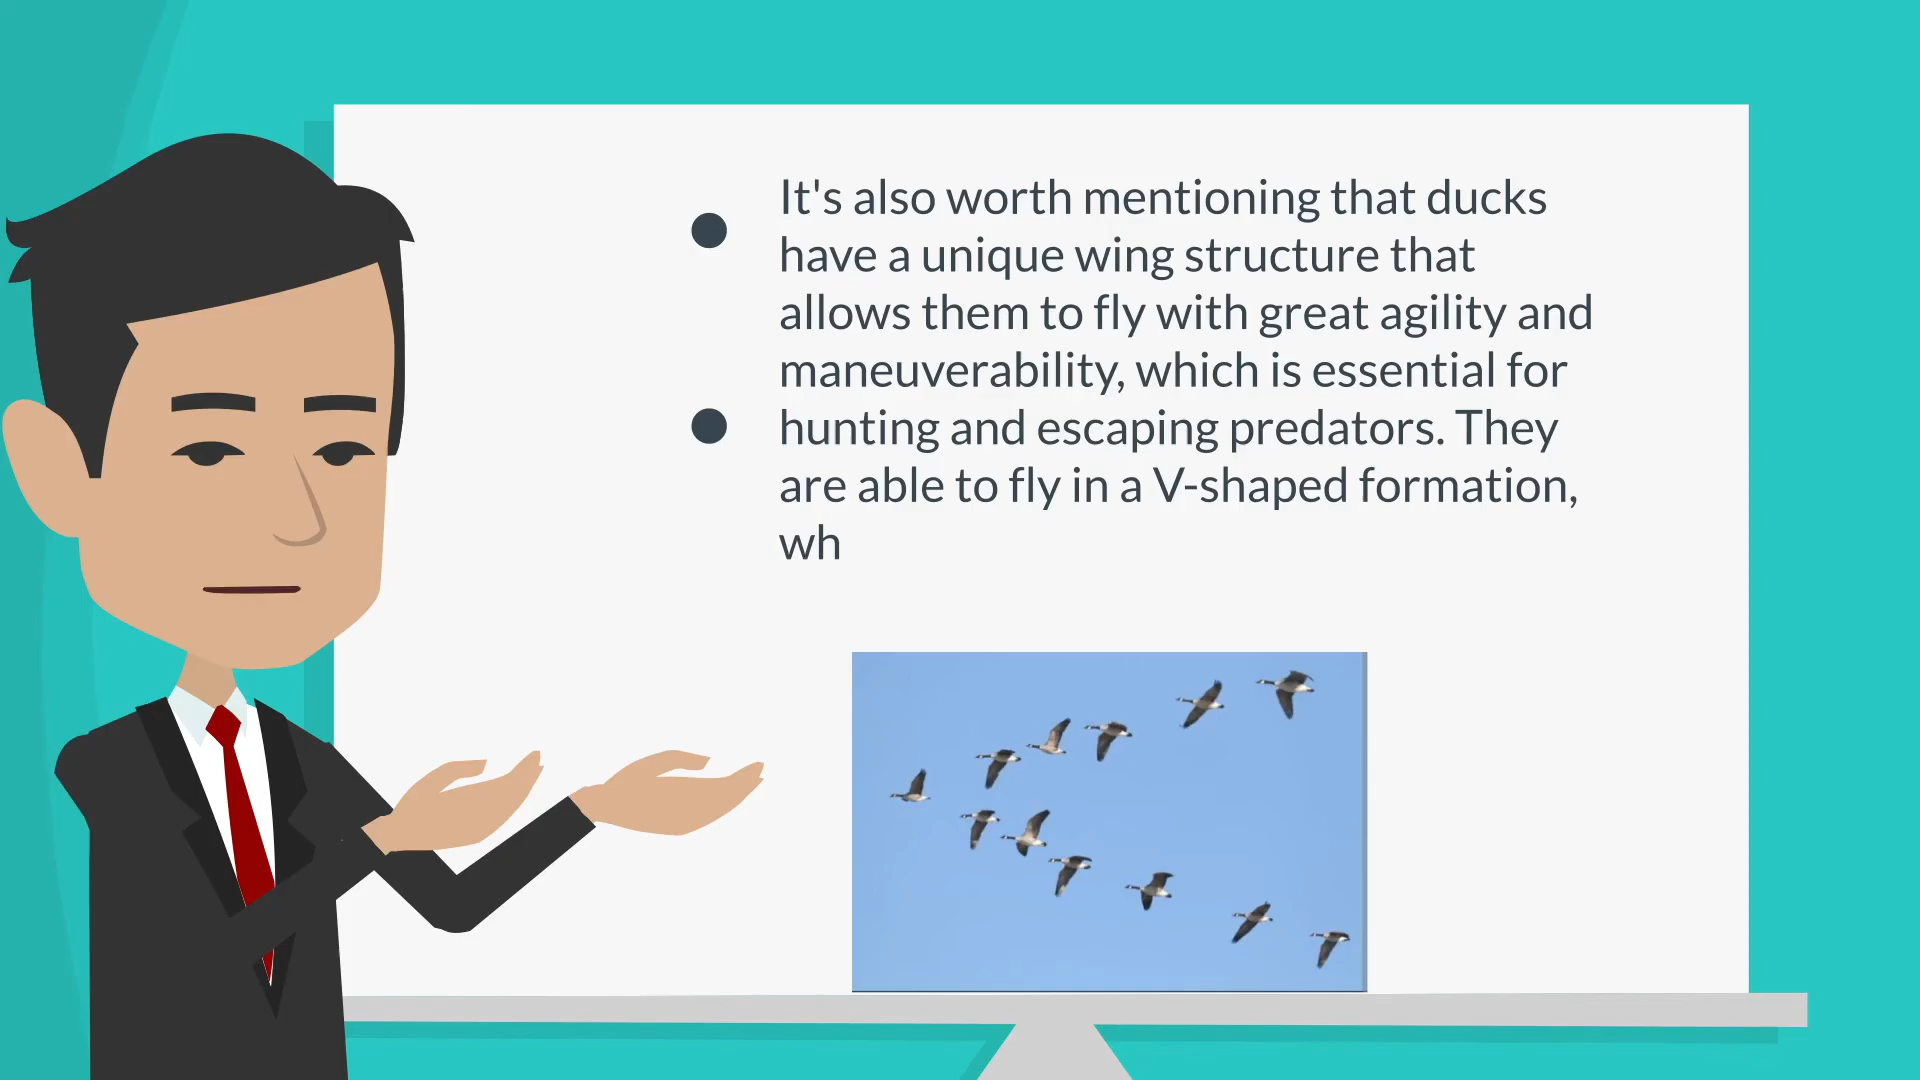 It's also worth mentioning that ducks
have a unique wing structure that
allows them to fly with great agility and
maneuverability, which is essential for
hunting and escaping predators. They
are able to fly in a V-shaped formation,
wh